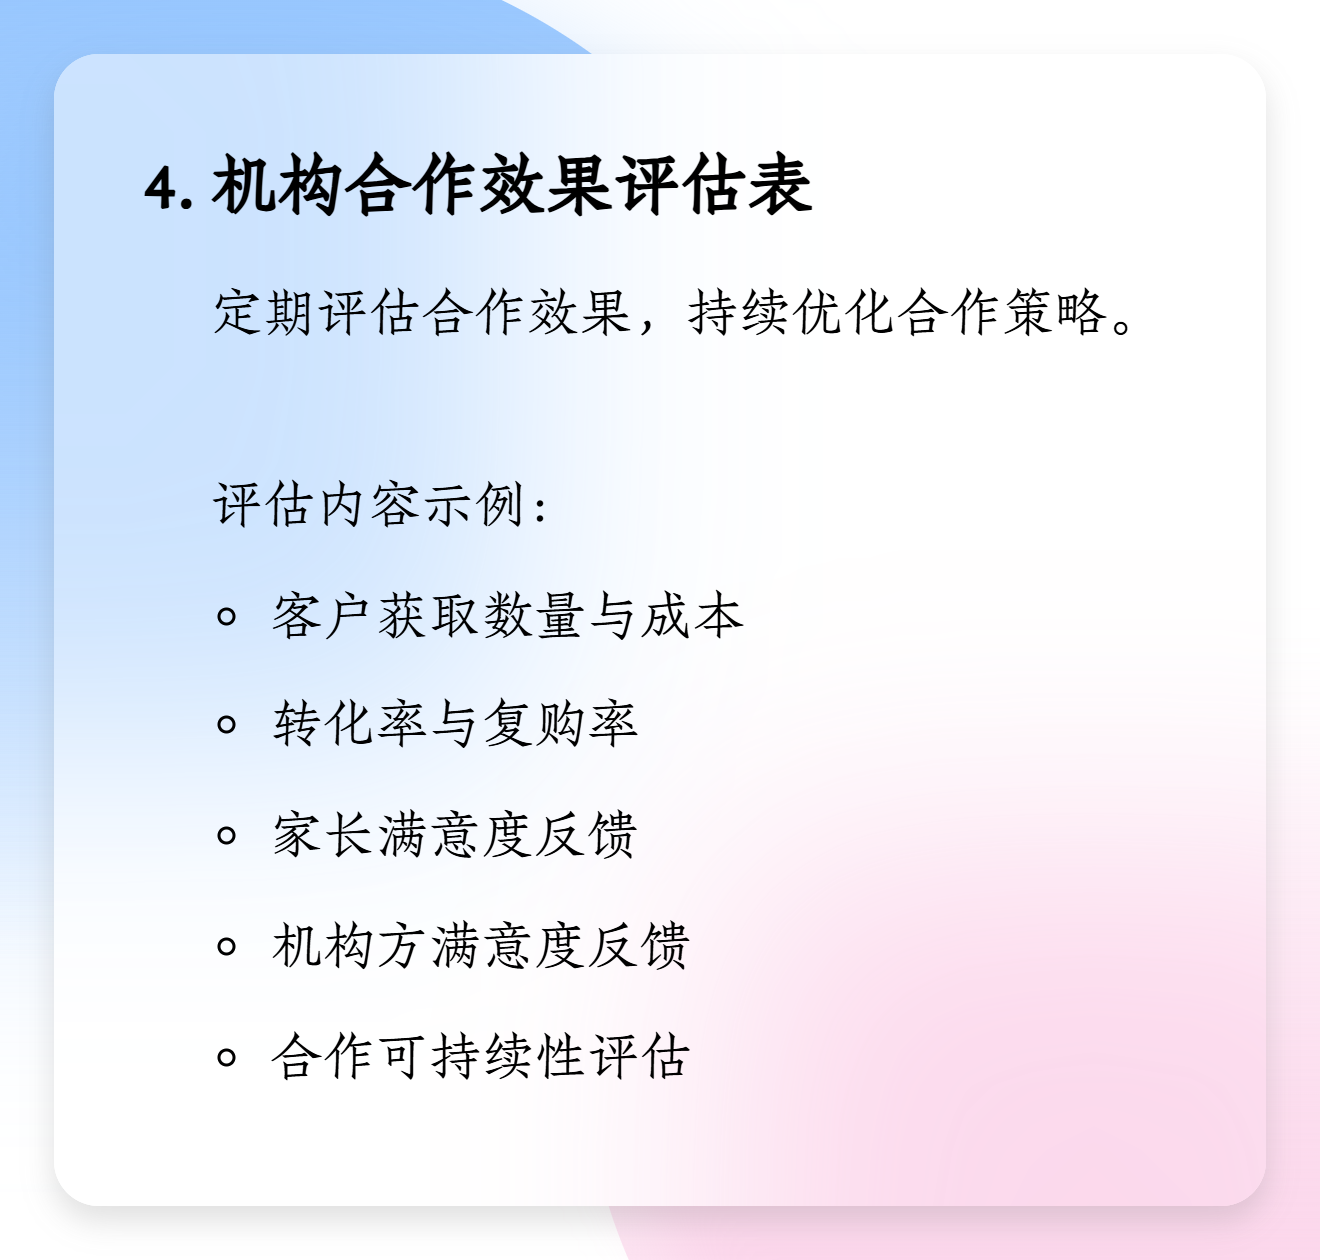 4. 机构合作效果评估表
定期评估合作效果，持续优化合作策略。
评估内容示例：
客户获取数量与成本
转化率与复购率
家长满意度反馈
机构方满意度反馈
合作可持续性评估